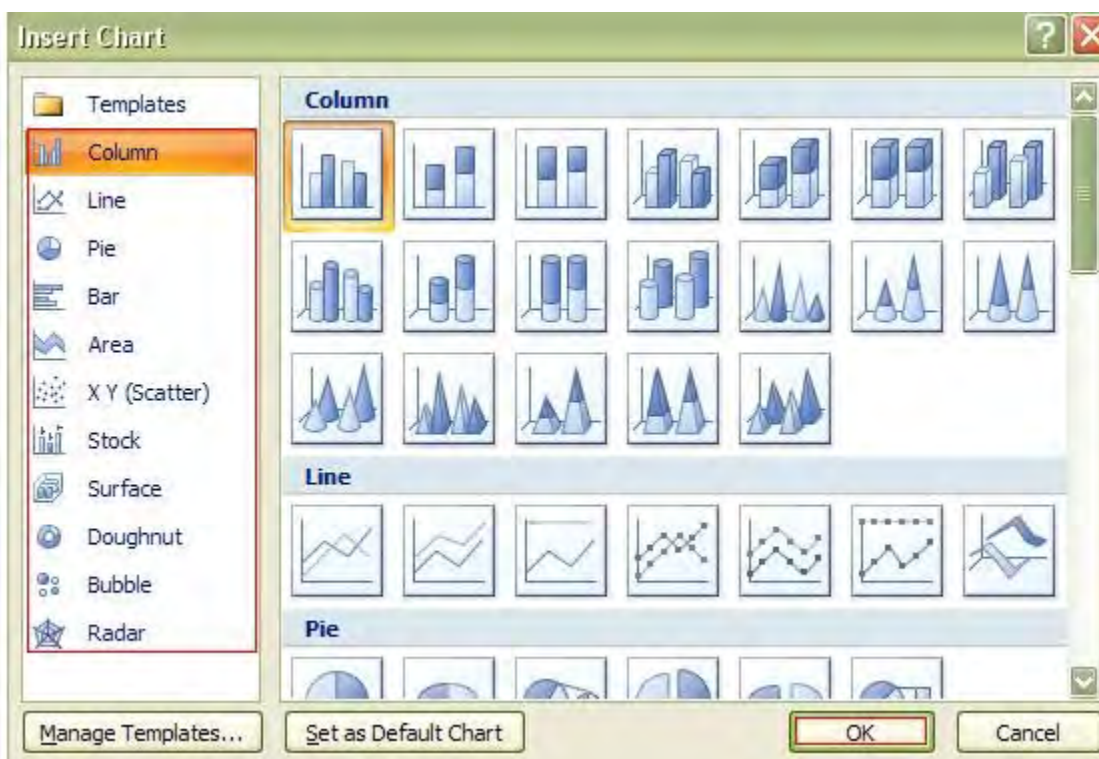 Insert Chart
Templates
Column
Line
Pie
Bar
Area
X Y (Scatter)
Stock
Surface
Doughnut
Bubble
Radar
Column
Line
Pie
Manage Templates...
Set as Default Chart
OK
Cancel